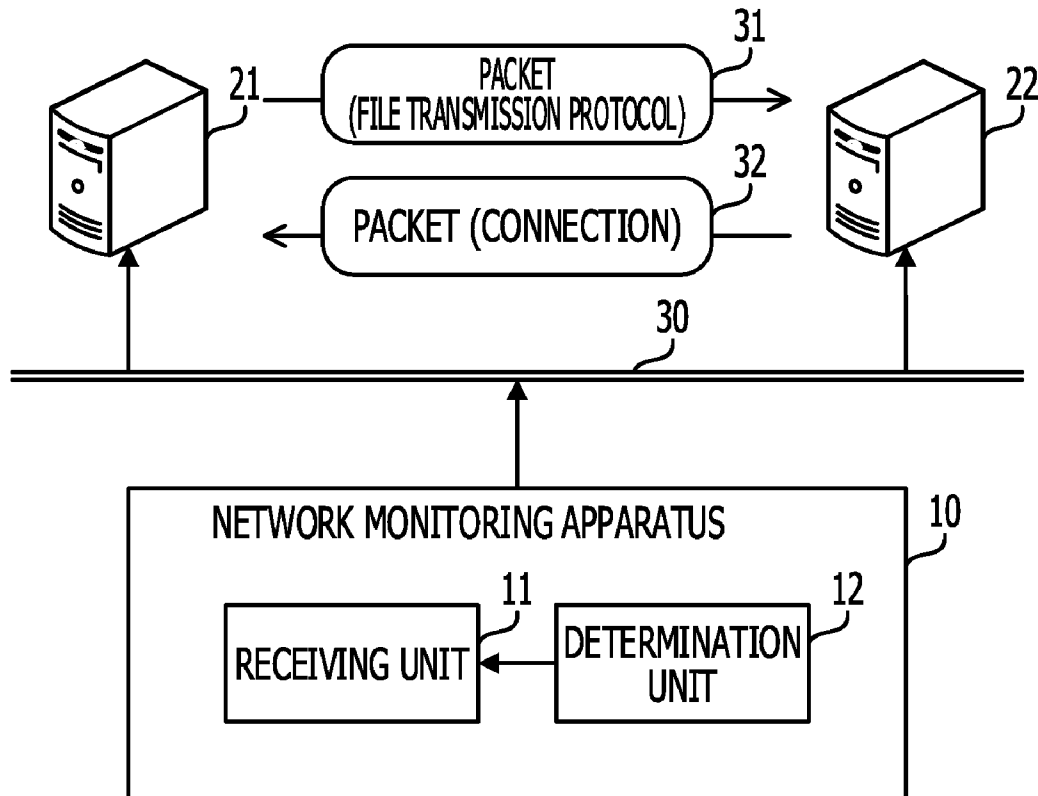 31
PACKET
(FILE TRANSMISSION PROTOCOL)
21
22
32
PACKET (CONNECTION)
30
NETWORK MONITORING APPARATUS
10
11
12
RECEIVING UNIT
DETERMINATION
UNIT